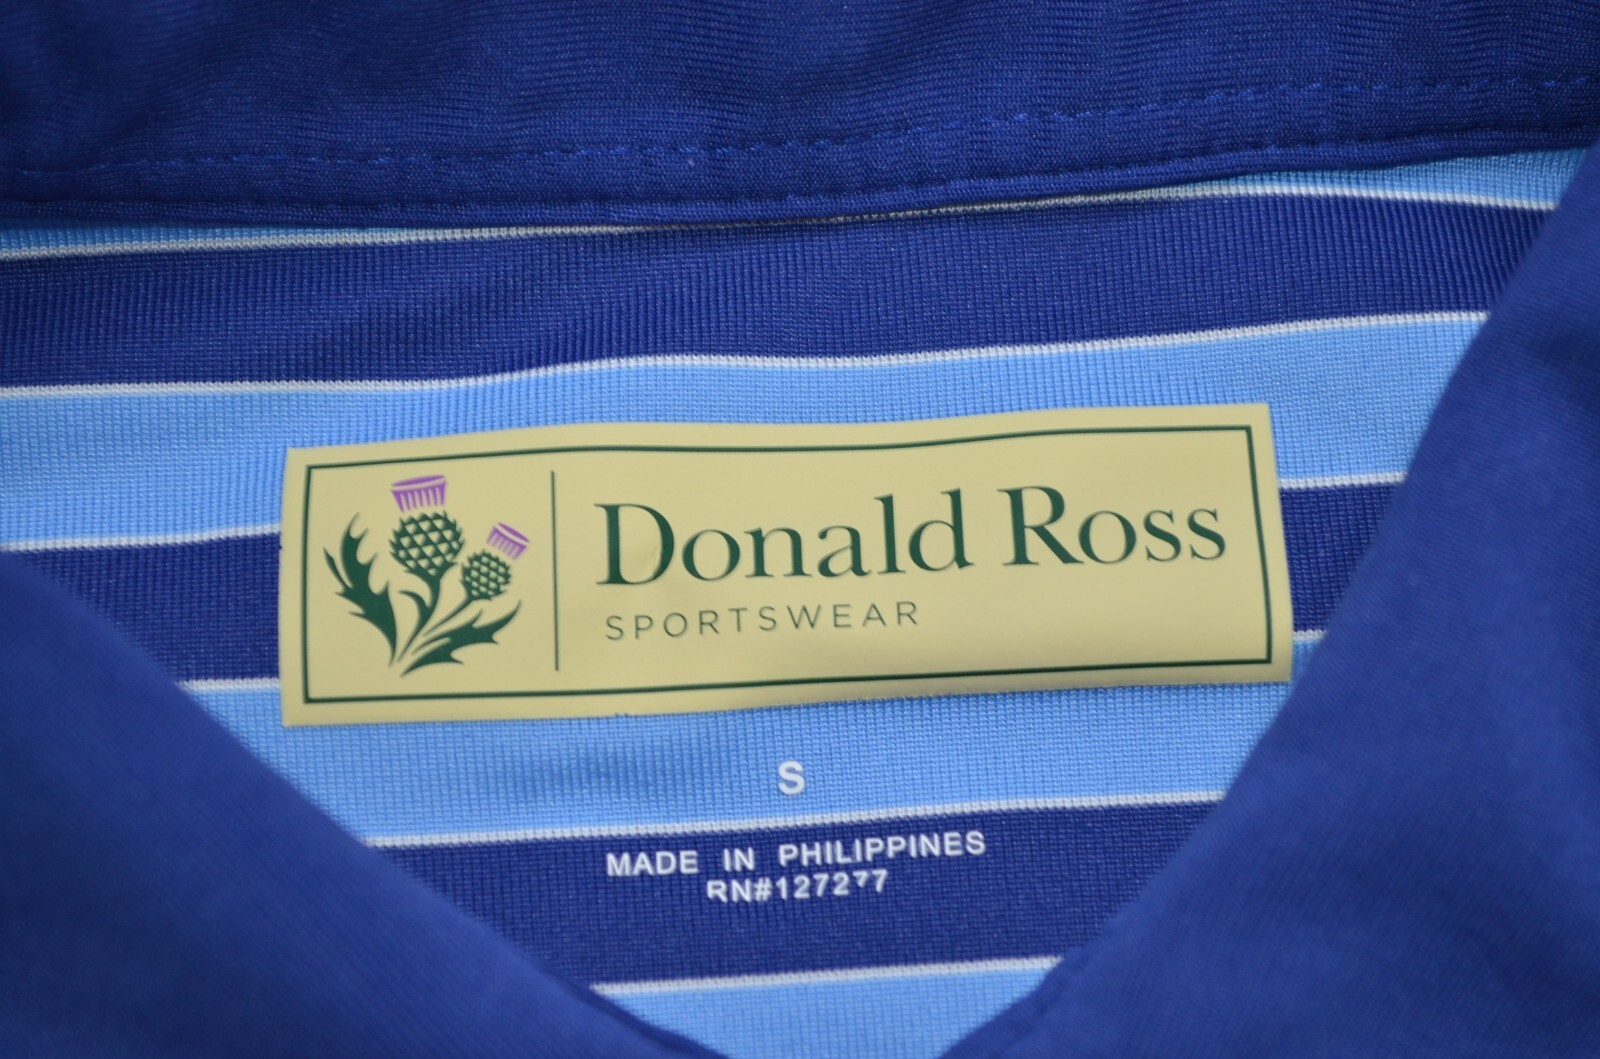 Donald Ross
SPORTSWEAR
S
MADE IN PHILIPPINES
RN#127277